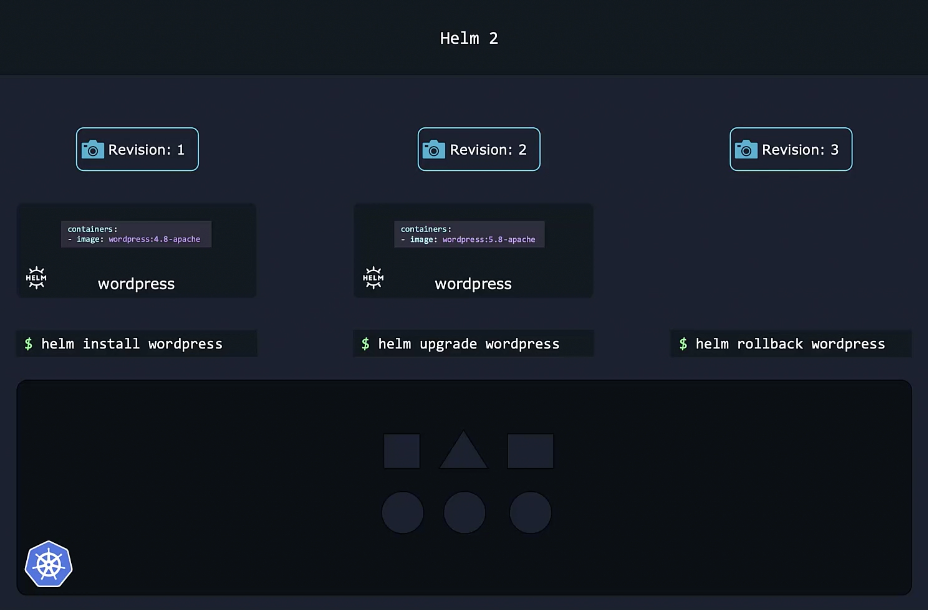 Helm 2
Revision: 1
Revision: 2
Revision: 3
containers:
- image: wordpress:4.8-apache
HELM
wordpress
containers:
- image: wordpress:5.8-apache
HELM
wordpress
$ helm install wordpress
$ helm upgrade wordpress
$ helm rollback wordpress